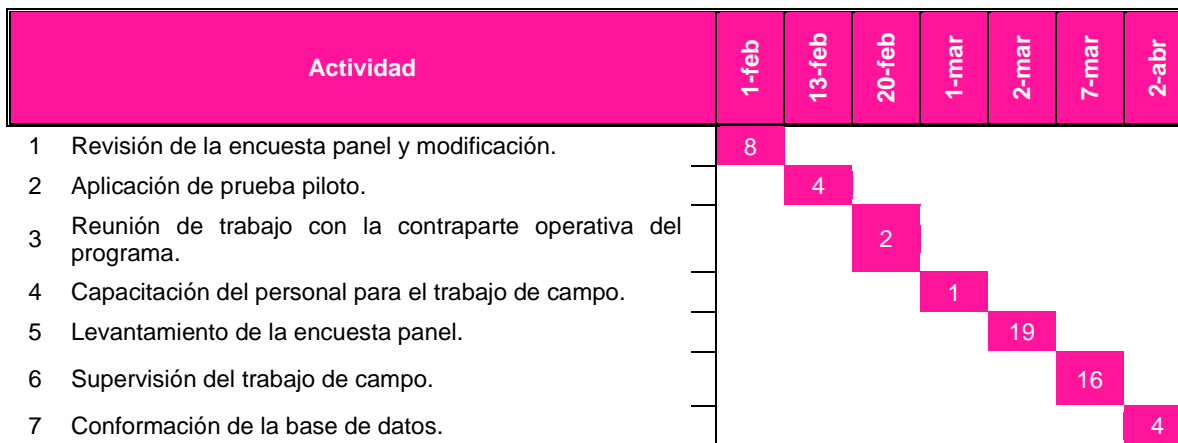 Actividad 1-feb 13-feb 20-feb 1-mar 2-mar 7-mar 2-abr
1 Revisión de la encuesta panel y modificación. 8
2 Aplicación de prueba piloto. 4
3 Reunión de trabajo con la contraparte operativa del
programa. 2
4 Capacitación del personal para el trabajo de campo. 1
5 Levantamiento de la encuesta panel. 19
6 Supervisión del trabajo de campo. 16
7 Conformación de la base de datos. 4